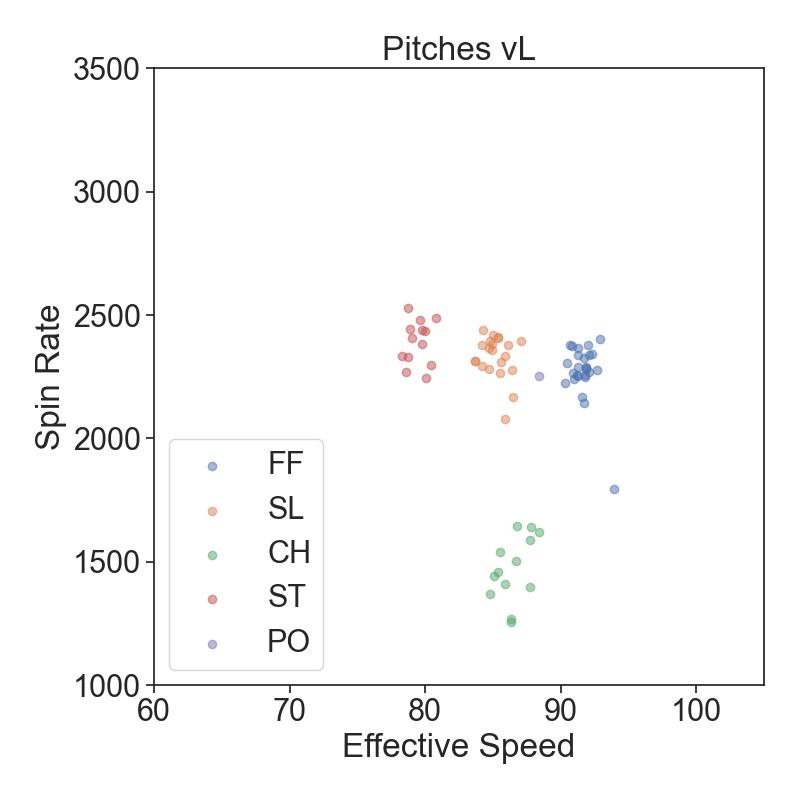 Pitches vL
3500
3000
2500
2000
1500
1000
Spin Rate
FF
SL
CH
ST
PO
60 70 80 90 100
Effective Speed